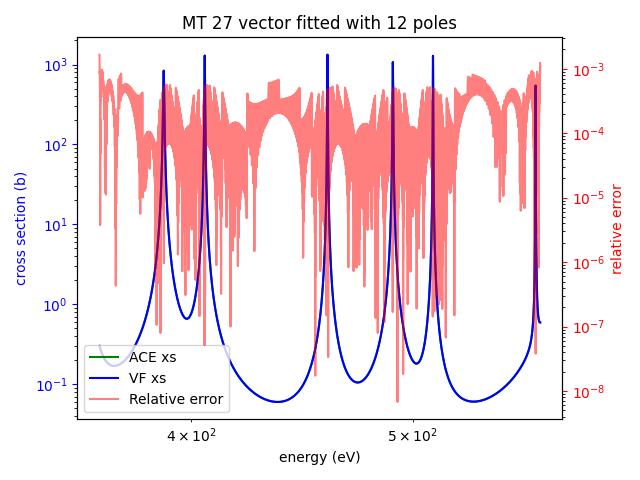 MT 27 vector fitted with 12 poles
10³
10²
10¹
10⁰
10⁻¹
cross section (b)
10⁻³
10⁻⁴
10⁻⁵
10⁻⁶
10⁻⁷
10⁻⁸
relative error
ACE xs
VF xs
Relative error
4 × 10²
5 × 10²
energy (eV)